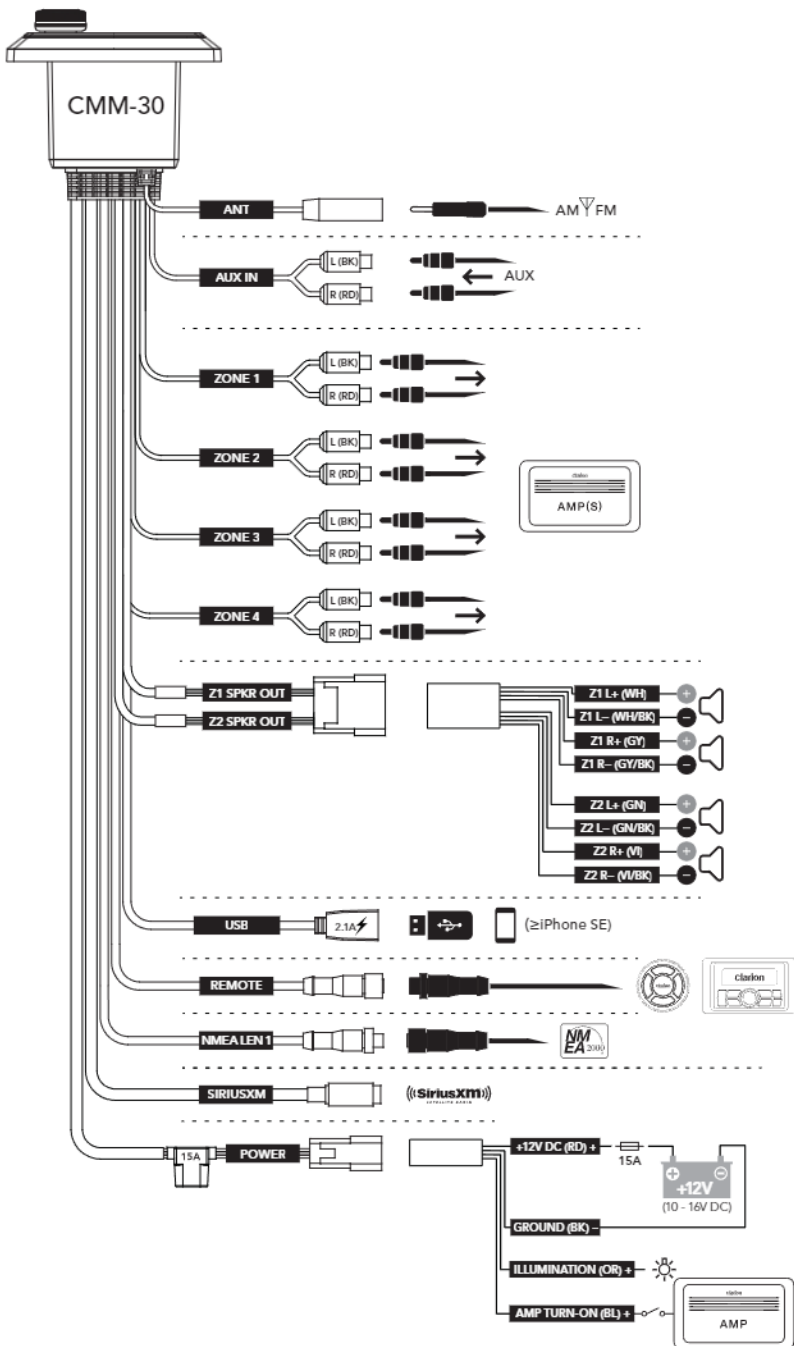 CMM-30
ANT
AM FM
AUX IN
L (BK)
R (RD)
AUX
ZONE 1
L (BK)
R (RD)
ZONE 2
L (BK)
R (RD)
ZONE 3
L (BK)
R (RD)
ZONE 4
L (BK)
R (RD)
clarion
AMP(S)
Z1 SPKR OUT
Z2 SPKR OUT
Z1 L+ (WH) +
Z1 L– (WH/BK) –
Z1 R+ (GY) +
Z1 R– (GY/BK) –
Z2 L+ (GN) +
Z2 L– (GN/BK) –
Z2 R+ (VI) +
Z2 R– (VI/BK) –
USB
2.1A
(≥iPhone SE)
REMOTE
clarion
NMEA LEN 1
NMEA 2000
SIRIUSXM
((SiriusXM))
SATELLITE RADIO
15A
POWER
+12V DC (RD) +
15A
+ –
+12V
(10 - 16V DC)
GROUND (BK) –
ILLUMINATION (OR) +
AMP TURN-ON (BL) +
clarion
AMP